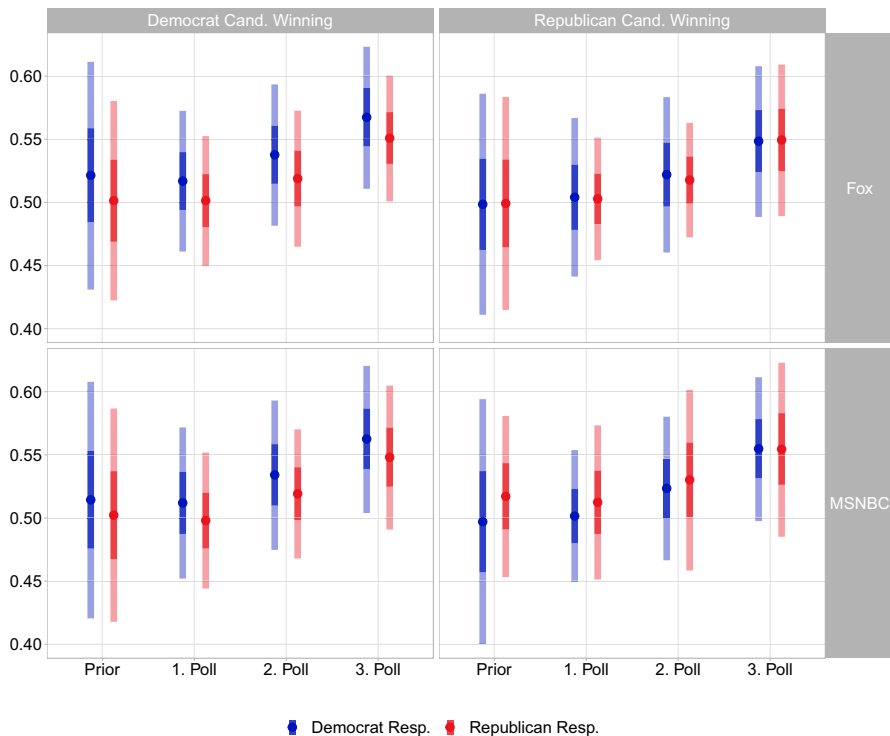 Democrat Cand. Winning
Republican Cand. Winning
0.60
0.55
0.50
0.45
0.40
Fox
0.60
0.55
0.50
0.45
0.40
MSNBC
Prior 1. Poll 2. Poll 3. Poll
Prior 1. Poll 2. Poll 3. Poll
Democrat Resp. Republican Resp.